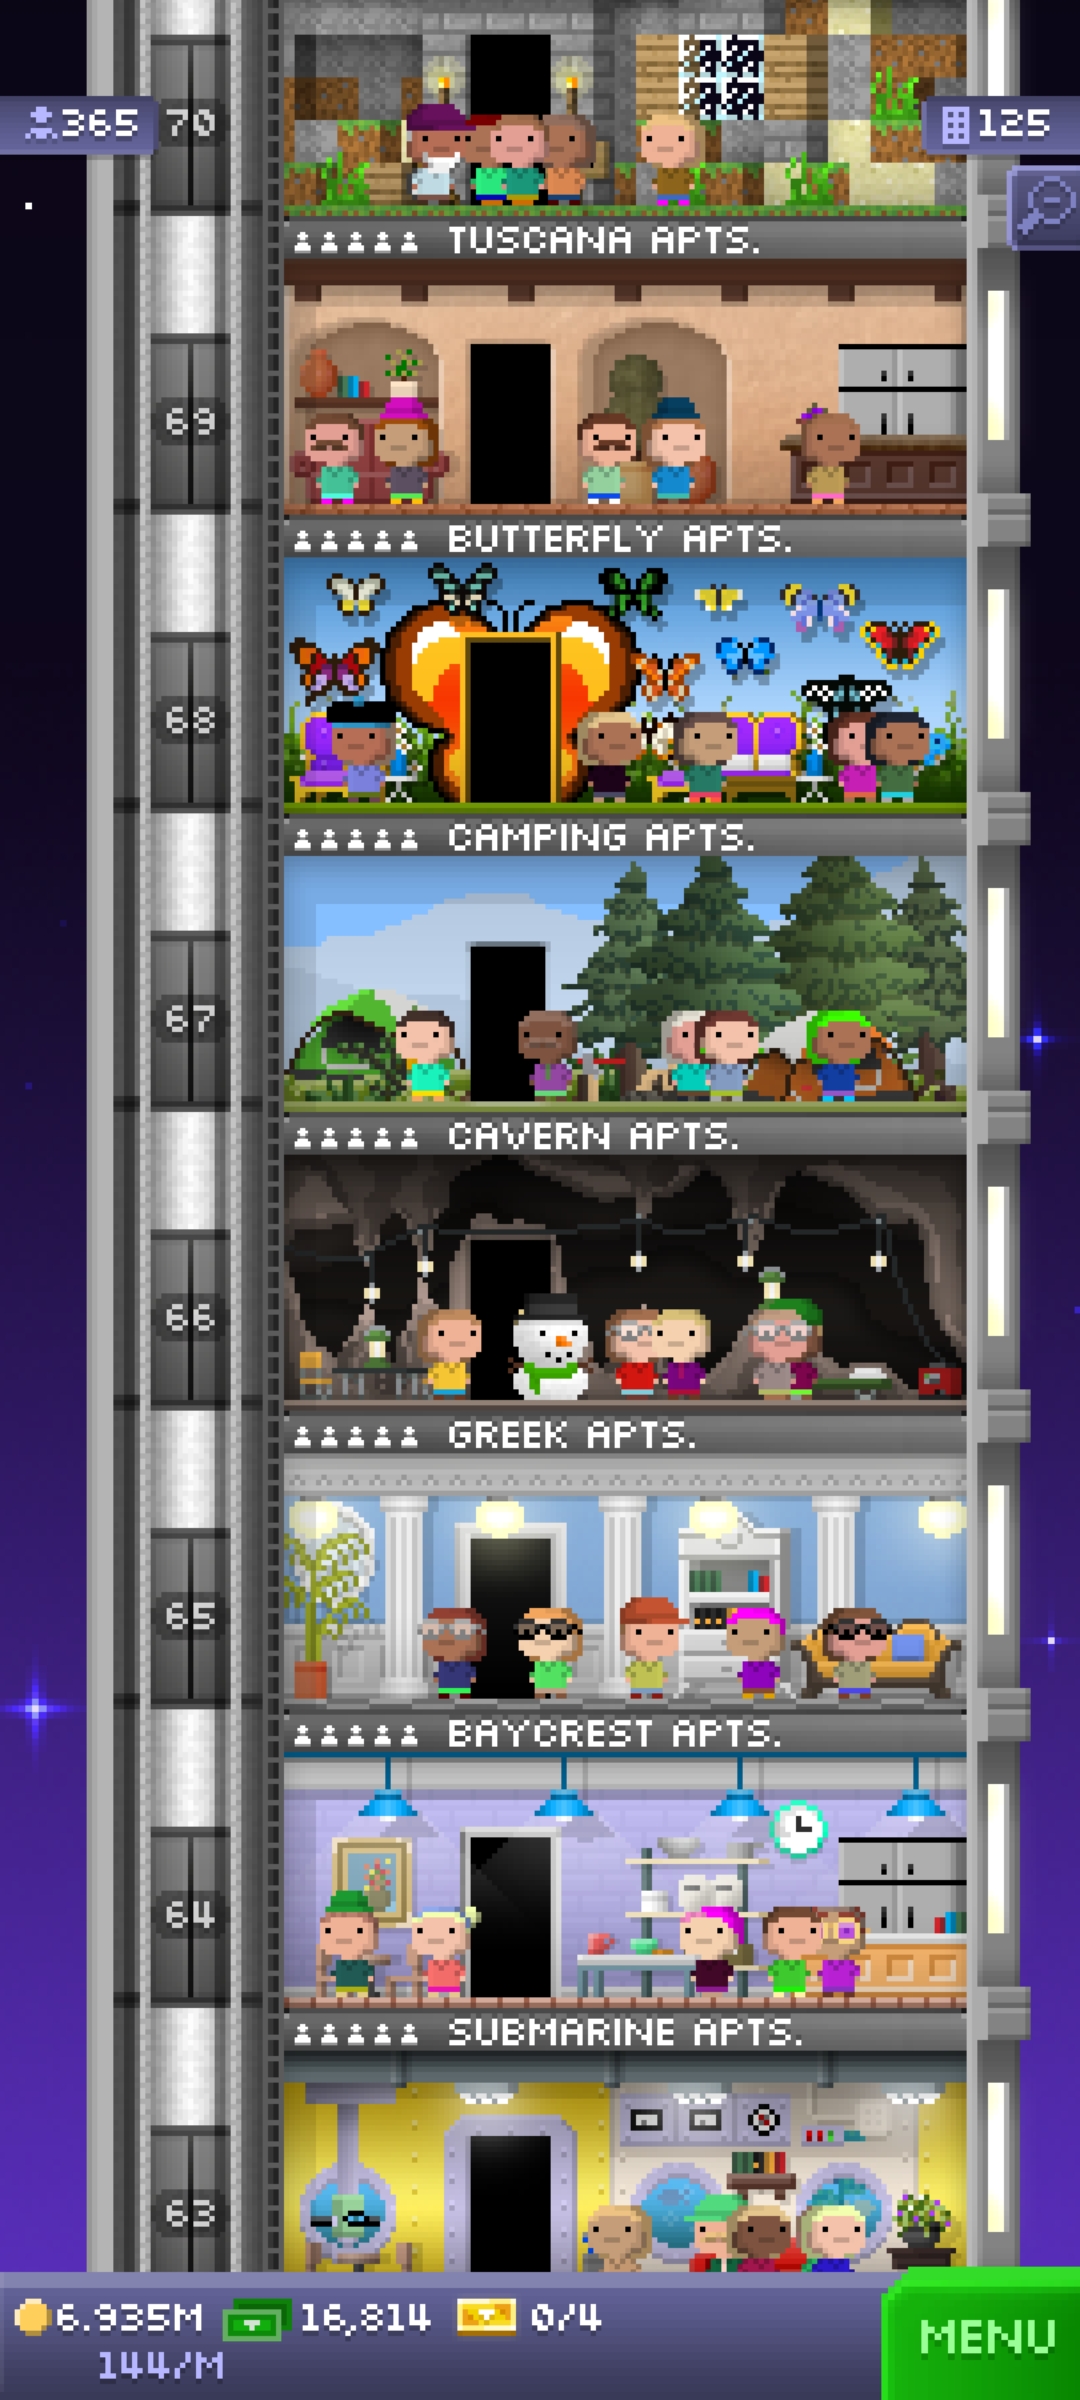 365
70
125
TUSCANA APTS.
69
BUTTERFLY APTS.
68
CAMPING APTS.
67
CAVERN APTS.
66
GREEK APTS.
65
BAYCREST APTS.
64
SUBMARINE APTS.
63
6.935M 16,814 0/4
144/M
MENU